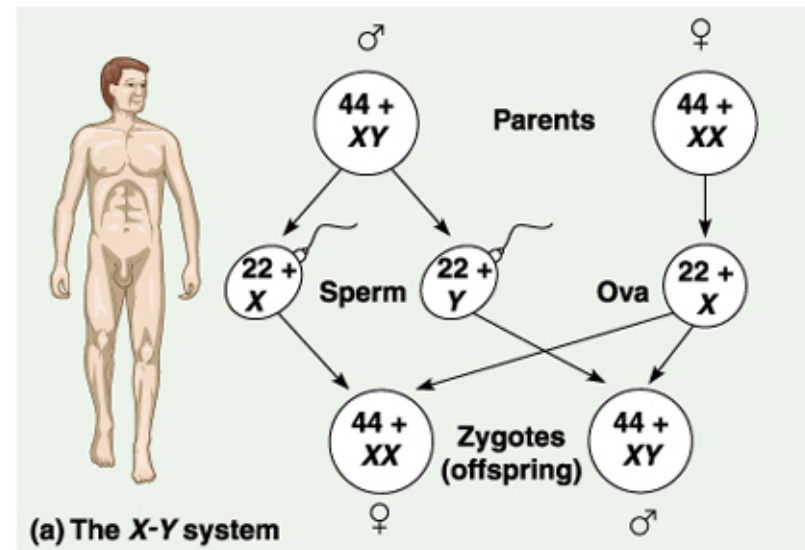 ♂
♀
44 +
XY
Parents
44 +
XX
22 +
X
Sperm
22 +
Y
Ova
22 +
X
44 +
XX
Zygotes
(offspring)
44 +
XY
♀
♂
(a) The X-Y system